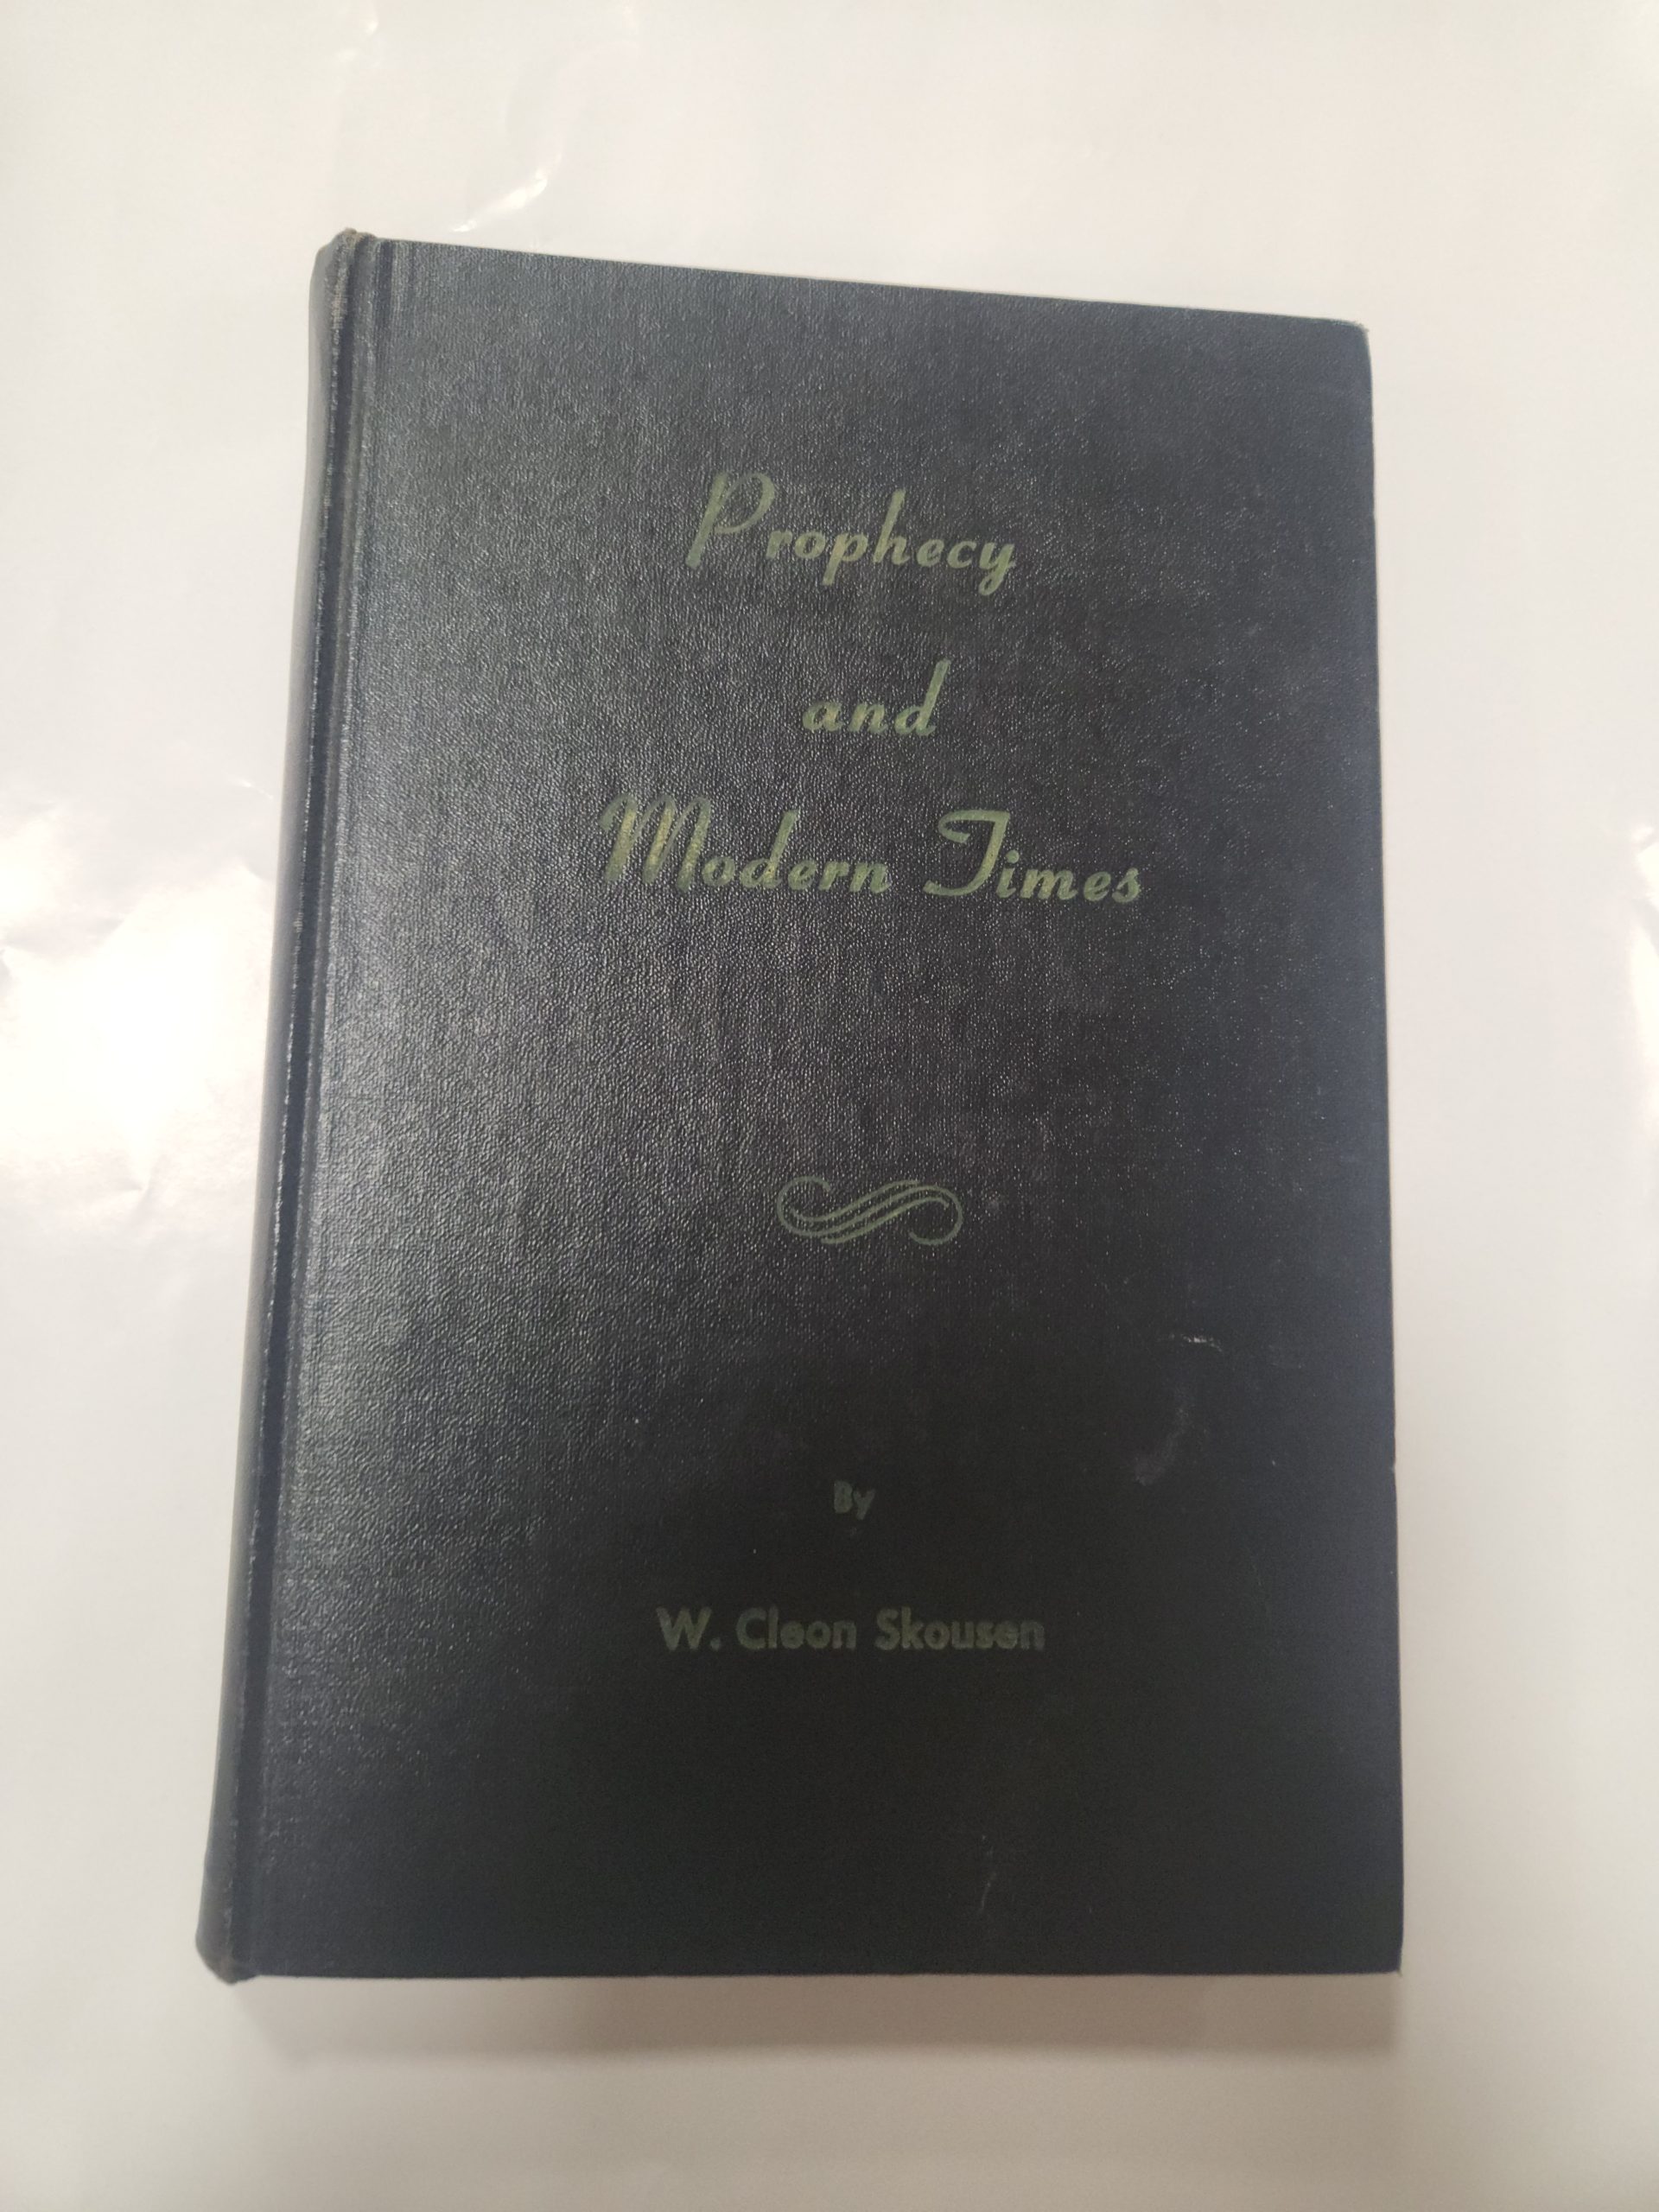 Prophecy
and
Modern Times
By
W. Cleon Skousen